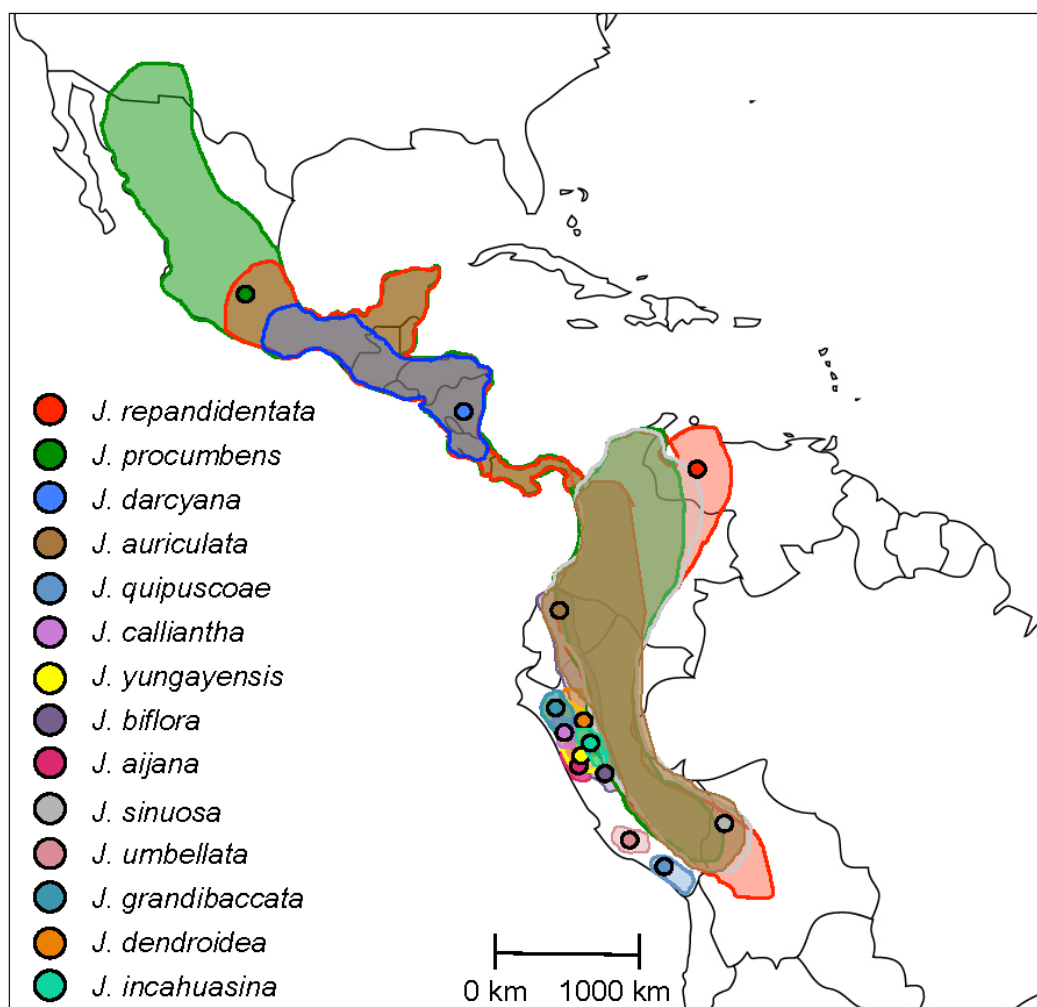 J. repandidentata
J. procumbens
J. darcyana
J. auriculata
J. quipuscoae
J. calliantha
J. yungayensis
J. biflora
J. aijana
J. sinuosa
J. umbellata
J. grandibaccata
J. dendroidea
J. incahuasina
0 km 1000 km